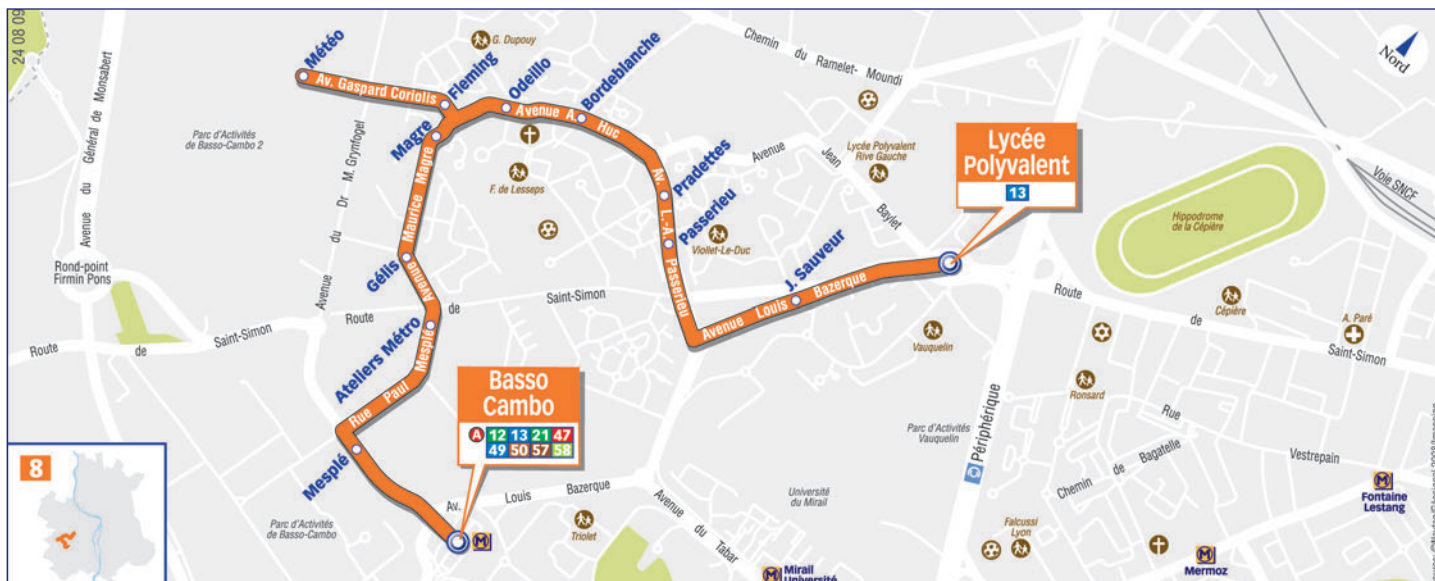 24 08 09
Météo
Av. Gaspard Coriolis
Fleming
G. Dupouy
Odeillo
Bordeblanche
Avenue A. Huc
Chemin du Ramelet- Moundi
Nord
Avenue du Général de Monsabert
Parc d'Activités
de Basso-Cambo 2
Avenue du Dr M. Grynfogel
Magre
Avenue Maurice Magre
F. de Lesseps
Av. L.-A. Passerieu
Pradettes
Passerieu
Viollet-Le-Duc
Avenue
Jean Baylet
Lycée Polyvalent
Rive Gauche
Lycée
Polyvalent
13
Hippodrome
de la Cépière
Voie SNCF
Rond-point
Firmin Pons
Gélis
J. Sauveur
Avenue Louis Bazerque
Route de Saint-Simon
Route de Saint-Simon
Route de Saint-Simon
Cépière
A. Paré
Vauquelin
Ronsard
Ateliers Métro
Rue Paul Mesplé
Basso
Cambo
A 12 13 21 47
49 50 57 58
Mesplé
Parc d'Activités
Vauquelin
Périphérique
Rue Vestrepain
Chemin de Bagatelle
8
Parc d'Activités
de Basso-Cambo
Av. Louis Bazerque
M
Triolet
Avenue du Tabar
Université
du Mirail
M
Mirail
Université
Falcussi
Lyon
M
Mermoz
M
Fontaine
Lestang